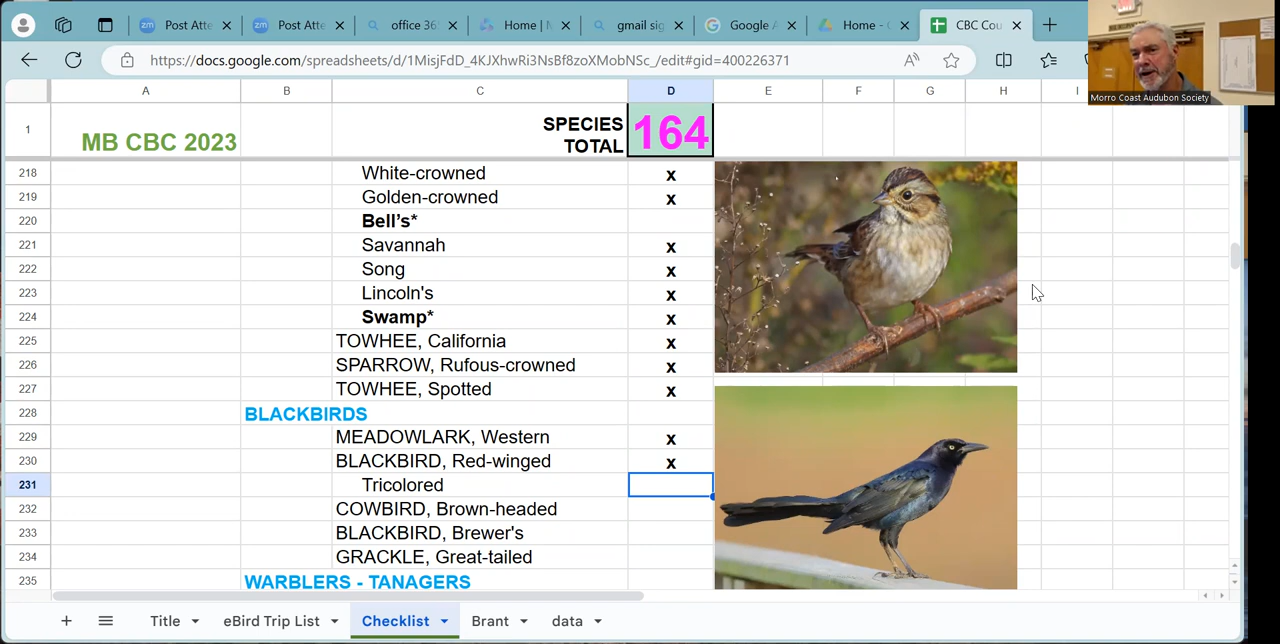 Post Atte
Post Atte
office 36
Home | N
gmail sig
Google A
Home - G
CBC Cou
https://docs.google.com/spreadsheets/d/1MisjFdD_4KJXhwRi3NsBf8zoXMobNSc_/edit#gid=400226371
Morro Coast Audubon Society
A B C D E F G H I
1 MB CBC 2023 SPECIES
TOTAL 164
218 White-crowned x
219 Golden-crowned x
220 Bell’s*
221 Savannah x
222 Song x
223 Lincoln's x
224 Swamp* x
225 TOWHEE, California x
226 SPARROW, Rufous-crowned x
227 TOWHEE, Spotted x
228 BLACKBIRDS
229 MEADOWLARK, Western x
230 BLACKBIRD, Red-winged x
231 Tricolored
232 COWBIRD, Brown-headed
233 BLACKBIRD, Brewer's
234 GRACKLE, Great-tailed
235 WARBLERS - TANAGERS
Title eBird Trip List Checklist Brant data